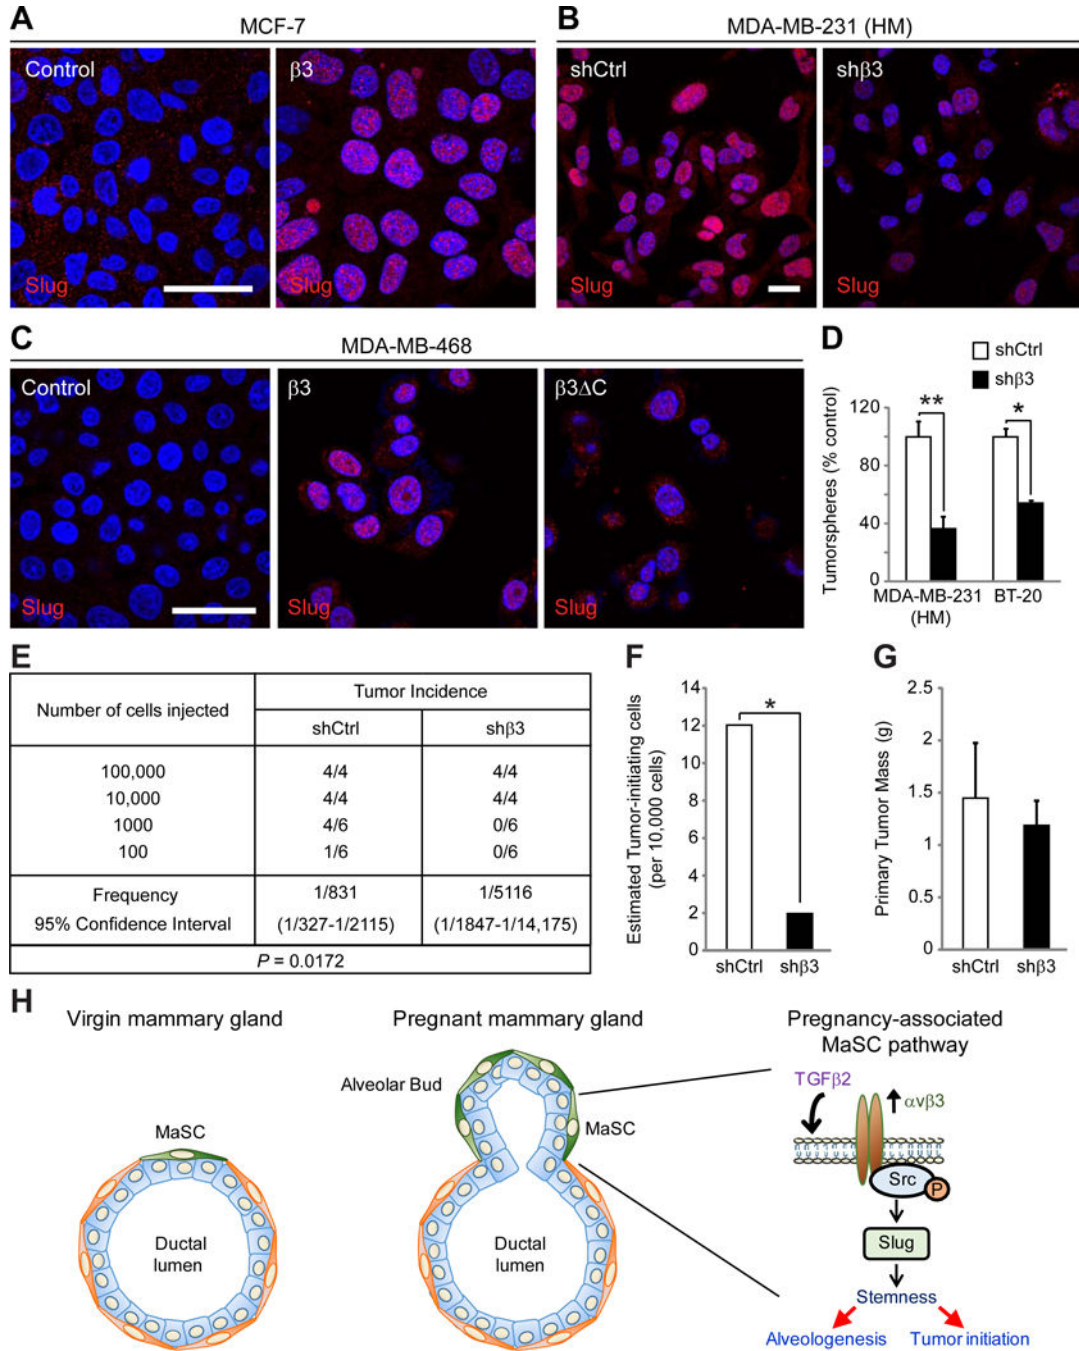 A
MCF-7
Control
β3
Slug
B
MDA-MB-231 (HM)
shCtrl
shβ3
Slug
C
MDA-MB-468
Control
β3
β3ΔC
Slug
D
shCtrl
shβ3
Tumorspheres (% control)
120
80
40
0
**
*
MDA-MB-231
(HM)
BT-20
E
Number of cells injected
Tumor Incidence
shCtrl shβ3
100,000 4/4 4/4
10,000 4/4 4/4
1000 4/6 0/6
100 1/6 0/6
Frequency 1/831 1/5116
95% Confidence Interval (1/327-1/2115) (1/1847-1/14,175)
P = 0.0172
F
Estimated Tumor-initiating cells
(per 10,000 cells)
14
12
10
8
6
4
2
0
*
shCtrl shβ3
G
Primary Tumor Mass (g)
2.5
2
1.5
1
0.5
0
shCtrl shβ3
H
Virgin mammary gland
MaSC
Ductal
lumen
Pregnant mammary gland
Alveolar Bud
MaSC
Ductal
lumen
Pregnancy-associated
MaSC pathway
TGFβ2
αvβ3
Src
P
Slug
Stemness
Alveologenesis
Tumor initiation